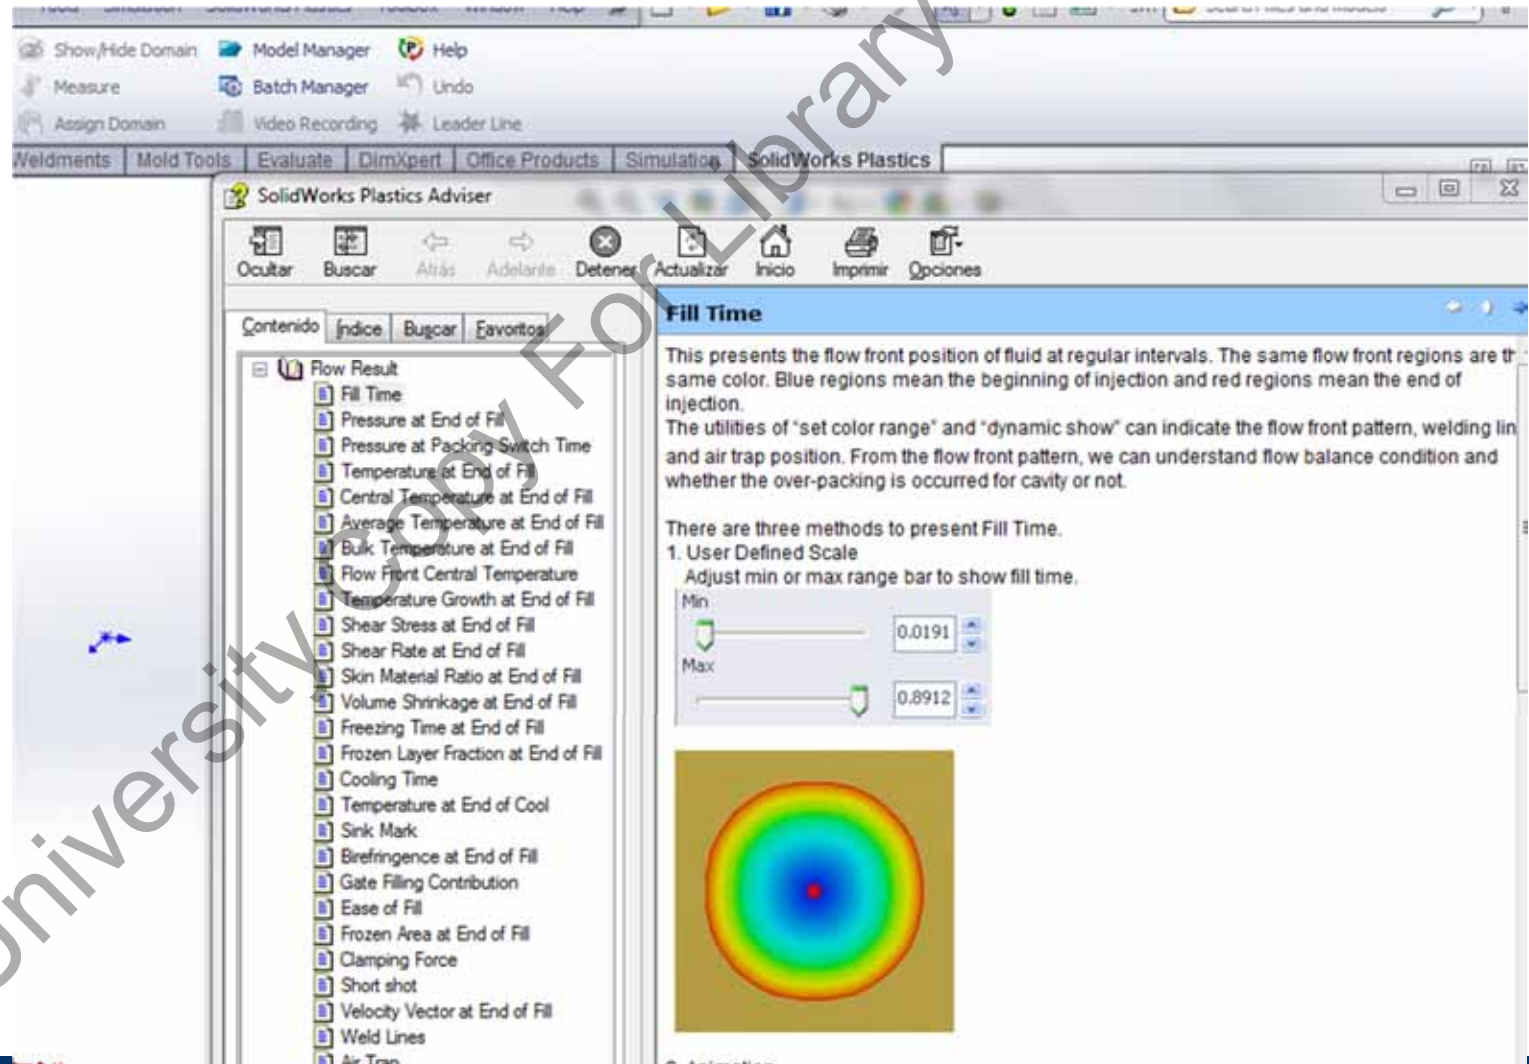 Show/Hide Domain Model Manager Help
Measure Batch Manager Undo
Assign Domain Video Recording Leader Line
Weldments Mold Tools Evaluate DimXpert Office Products Simulation SolidWorks Plastics
SolidWorks Plastics Adviser
Ocultar Buscar Atrás Adelante Detener Actualizar Inicio Imprimir Opciones
Contenido Índice Buscar Favoritos
Flow Result
Fill Time
Pressure at End of Fill
Pressure at Packing Switch Time
Temperature at End of Fill
Central Temperature at End of Fill
Average Temperature at End of Fill
Bulk Temperature at End of Fill
Flow Front Central Temperature
Temperature Growth at End of Fill
Shear Stress at End of Fill
Shear Rate at End of Fill
Skin Material Ratio at End of Fill
Volume Shrinkage at End of Fill
Freezing Time at End of Fill
Frozen Layer Fraction at End of Fill
Cooling Time
Temperature at End of Cool
Sink Mark
Birefringence at End of Fill
Gate Filling Contribution
Ease of Fill
Frozen Area at End of Fill
Clamping Force
Short shot
Velocity Vector at End of Fill
Weld Lines
Air Trap
Fill Time
This presents the flow front position of fluid at regular intervals. The same flow front regions are
same color. Blue regions mean the beginning of injection and red regions mean the end of
injection.
The utilities of "set color range" and "dynamic show" can indicate the flow front pattern, welding lin
and air trap position. From the flow front pattern, we can understand flow balance condition and
whether the over-packing is occurred for cavity or not.
There are three methods to present Fill Time.
1. User Defined Scale
Adjust min or max range bar to show fill time.
Min
0.0191
Max
0.8912
University Copy For Library